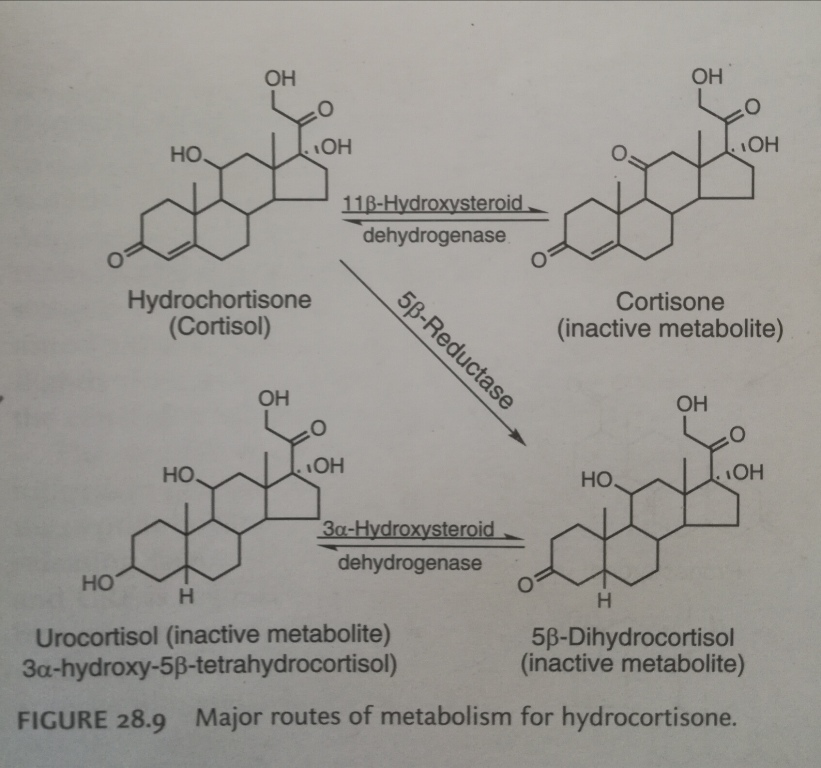 OH
O
HO
OH
O
Hydrochortisone
(Cortisol)
11β-Hydroxysteroid
dehydrogenase
OH
O
O
OH
O
Cortisone
(inactive metabolite)
5β-Reductase
OH
O
HO
OH
HO
H
Urocortisol (inactive metabolite)
3α-hydroxy-5β-tetrahydrocortisol)
3α-Hydroxysteroid
dehydrogenase
OH
O
HO
OH
O
H
5β-Dihydrocortisol
(inactive metabolite)
FIGURE 28.9 Major routes of metabolism for hydrocortisone.